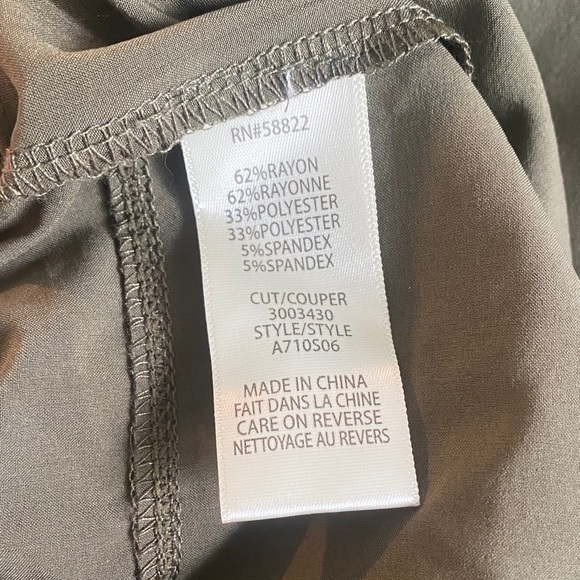 RN#58822
62%RAYON
62%RAYONNE
33%POLYESTER
33%POLYESTER
5%SPANDEX
5%SPANDEX
CUT/COUPER
3003430
STYLE/STYLE
A710S06
MADE IN CHINA
FAIT DANS LA CHINE
CARE ON REVERSE
NETTOYAGE AU REVERS